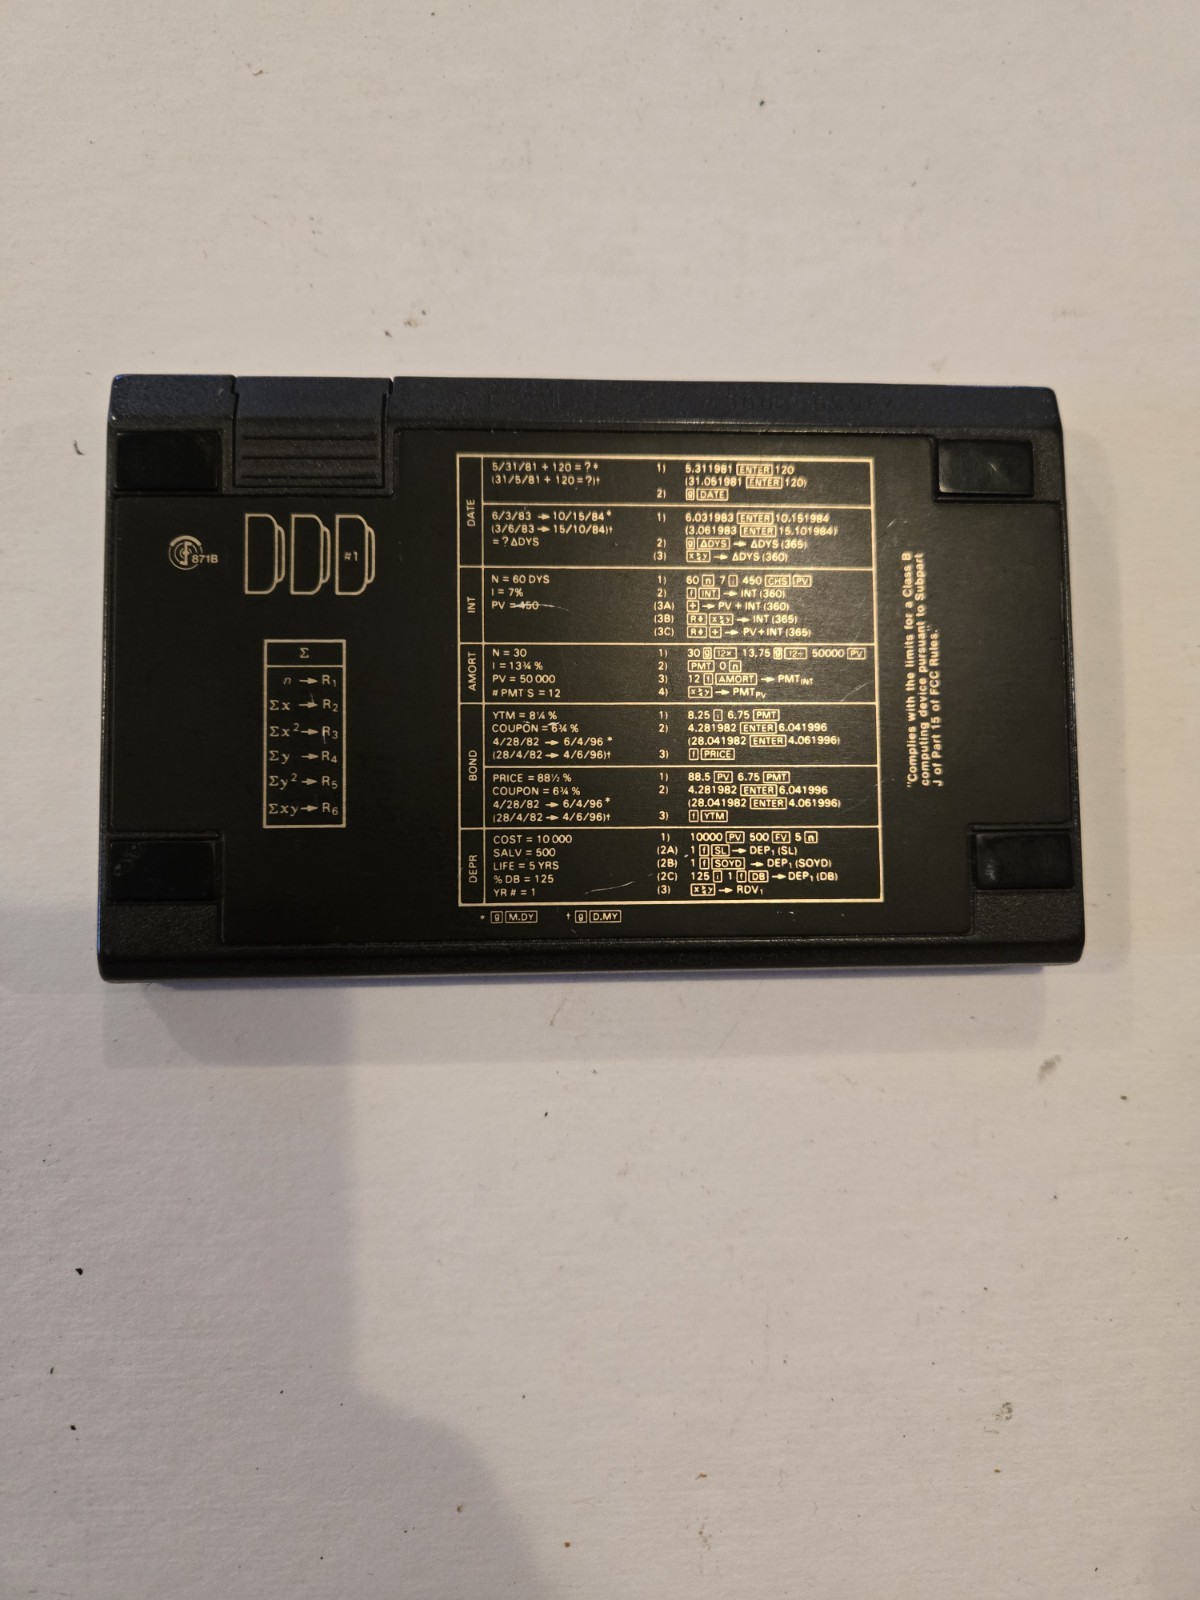 871B
#1
Σ
n → R1
Σx → R2
Σx² → R3
Σy → R4
Σy² → R5
Σxy → R6
DATE
5/31/81 + 120 = ? *
(31/5/81 + 120 = ?)†
1) 5.311981 ENTER 120
(31.051981 ENTER 120)
2) g DATE
6/3/83 → 10/15/84*
(3/6/83 → 15/10/84)†
= ? ΔDYS
1) 6.031983 ENTER 10.151984
(3.061983 ENTER 15.101984)
2) g ΔDYS → ΔDYS (365)
(3) x≷y → ΔDYS (360)
INT
N = 60 DYS
I = 7%
PV = 450
1) 60 n 7 i 450 CHS PV
2) f INT → INT (360)
(3A) + → PV + INT (360)
(3B) R↓ x≷y → INT (365)
(3C) R↓ + → PV+INT (365)
AMORT
N = 30
I = 13¼ %
PV = 50 000
# PMT S = 12
1) 30 g 12× 13.75 g 12÷ 50000 PV
2) PMT 0 n
3) 12 f AMORT → PMT INT
4) x≷y → PMT PV
BOND
YTM = 8¼ %
COUPON = 6¾ %
4/28/82 → 6/4/96 *
(28/4/82 → 4/6/96)†
1) 8.25 i 6.75 PMT
2) 4.281982 ENTER 6.041996
(28.041982 ENTER 4.061996)
3) f PRICE
PRICE = 88½ %
COUPON = 6¾ %
4/28/82 → 6/4/96*
(28/4/82 → 4/6/96)†
1) 88.5 PV 6.75 PMT
2) 4.281982 ENTER 6.041996
(28.041982 ENTER 4.061996)
3) f YTM
DEPR
COST = 10 000
SALV = 500
LIFE = 5 YRS
% DB = 125
YR # = 1
1) 10000 PV 500 FV 5 n
(2A) 1 f SL → DEP1 (SL)
(2B) 1 f SOYD → DEP1 (SOYD)
(2C) 125 i 1 f DB → DEP1 (DB)
(3) x≷y → RDV1
* g M.DY † g D.MY
"Complies with the limits for a Class B
computing device pursuant to Subpart
J of Part 15 of FCC Rules."